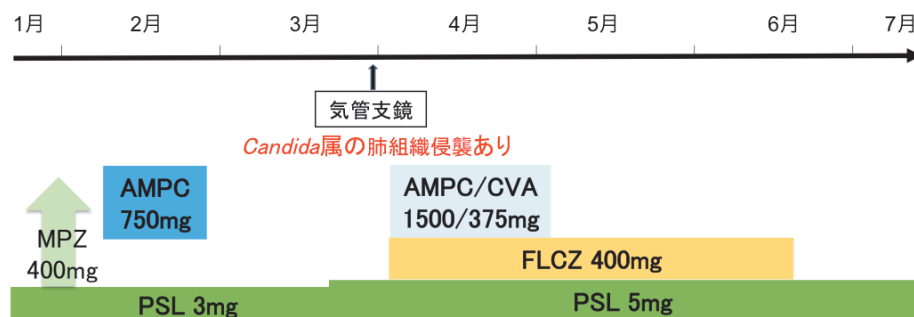 1月 2月 3月 4月 5月 6月 7月
気管支鏡
Candida属の肺組織侵襲あり
AMPC
750mg
AMPC/CVA
1500/375mg
MPZ
400mg
FLCZ 400mg
PSL 3mg
PSL 5mg